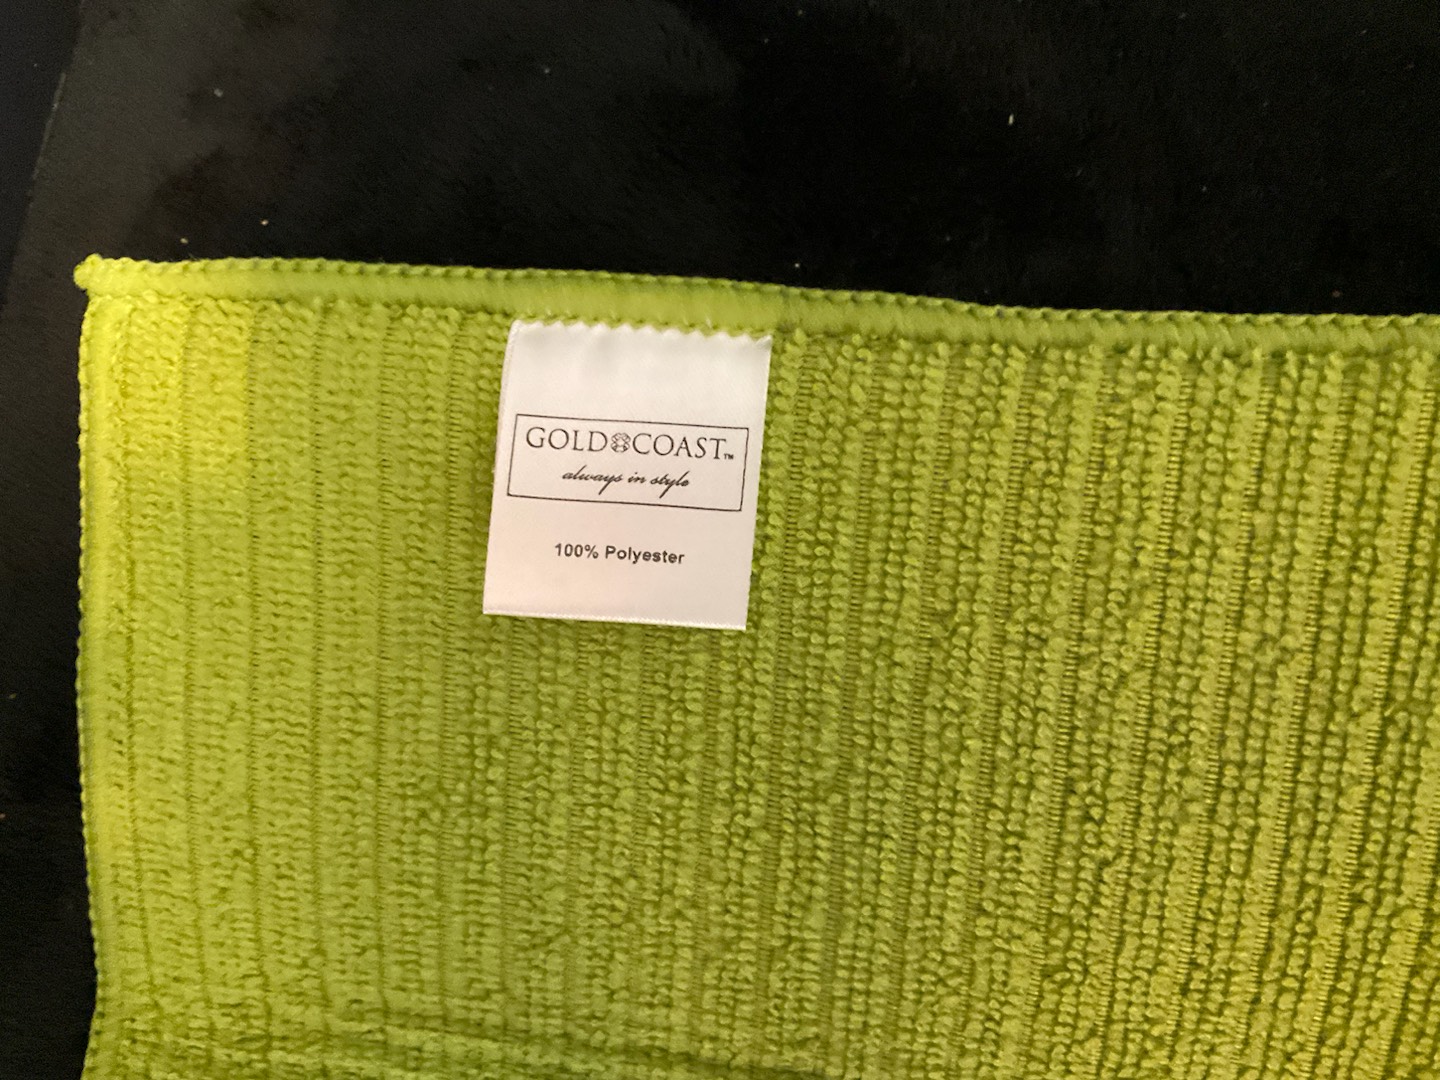 GOLD COAST™
always in style
100% Polyester